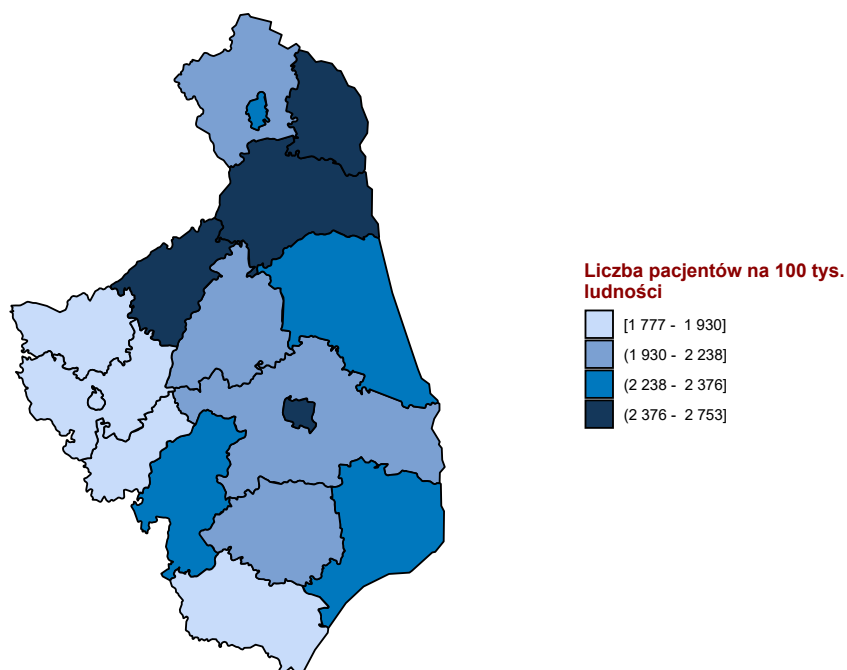 Liczba pacjentów na 100 tys.
ludności
[1 777 - 1 930]
(1 930 - 2 238]
(2 238 - 2 376]
(2 376 - 2 753]